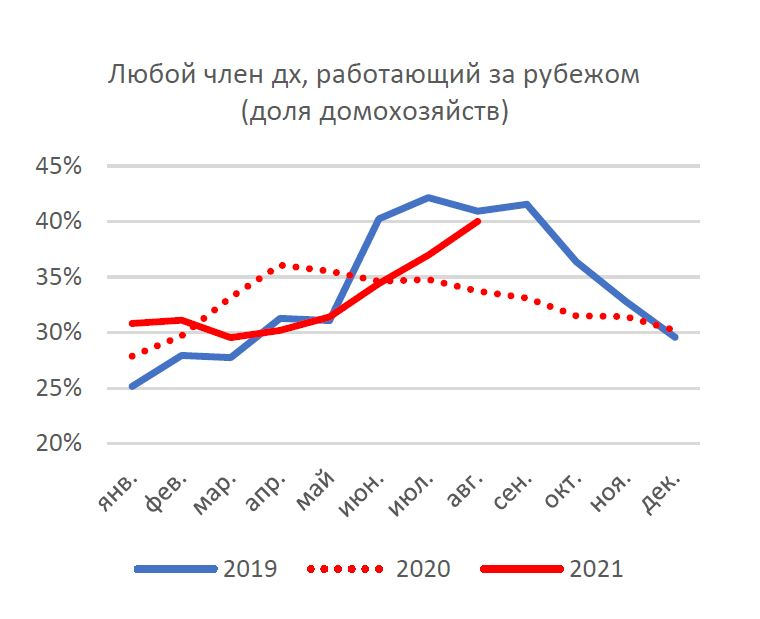 Любой член дх, работающий за рубежом
(доля домохозяйств)
45%
40%
35%
30%
25%
20%
янв. фев. мар. апр. май июн. июл. авг. сен. окт. ноя. дек.
2019 2020 2021